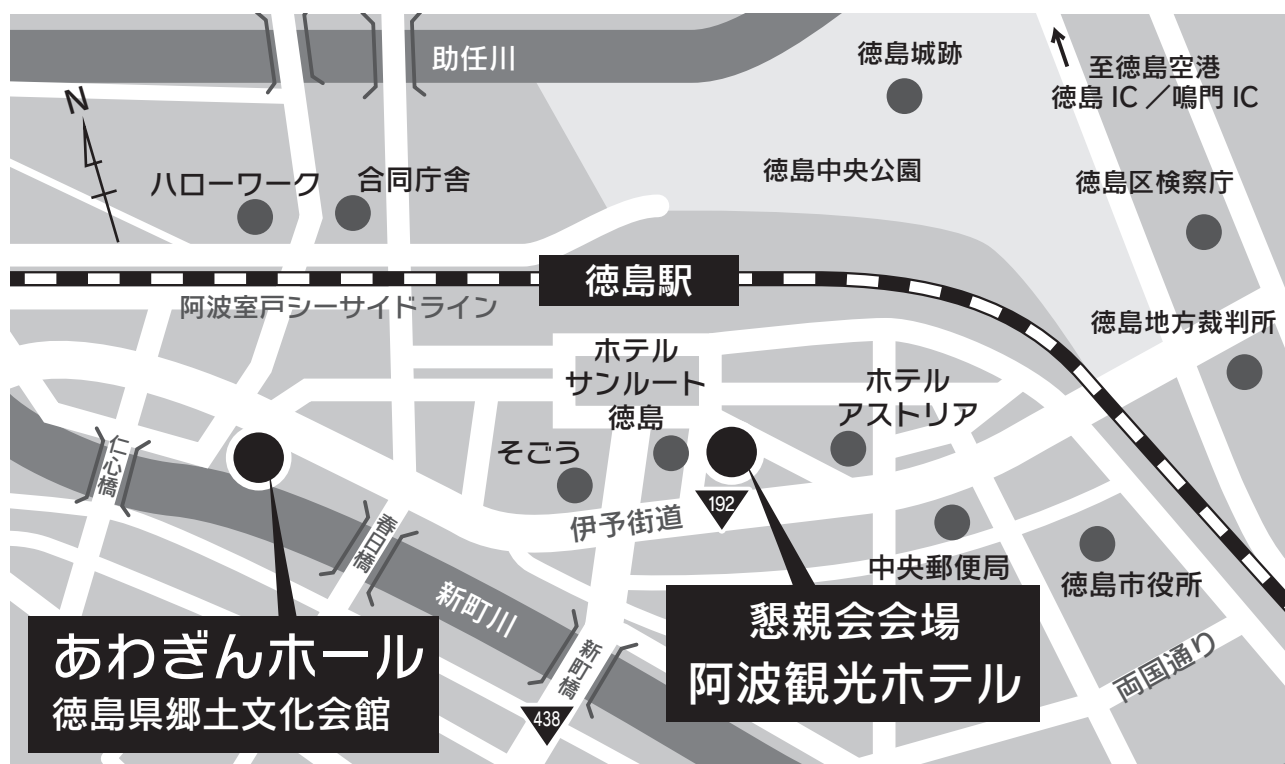 助任川
徳島城跡
至徳島空港
徳島 IC ／鳴門 IC
N
ハローワーク
合同庁舎
徳島中央公園
徳島区検察庁
徳島駅
阿波室戸シーサイドライン
徳島地方裁判所
ホテル
サンルート
徳島
ホテル
アストリア
仁心橋
そごう
192
伊予街道
春日橋
中央郵便局
徳島市役所
新町川
懇親会会場
阿波観光ホテル
あわぎんホール
徳島県郷土文化会館
新町橋
両国通り
438